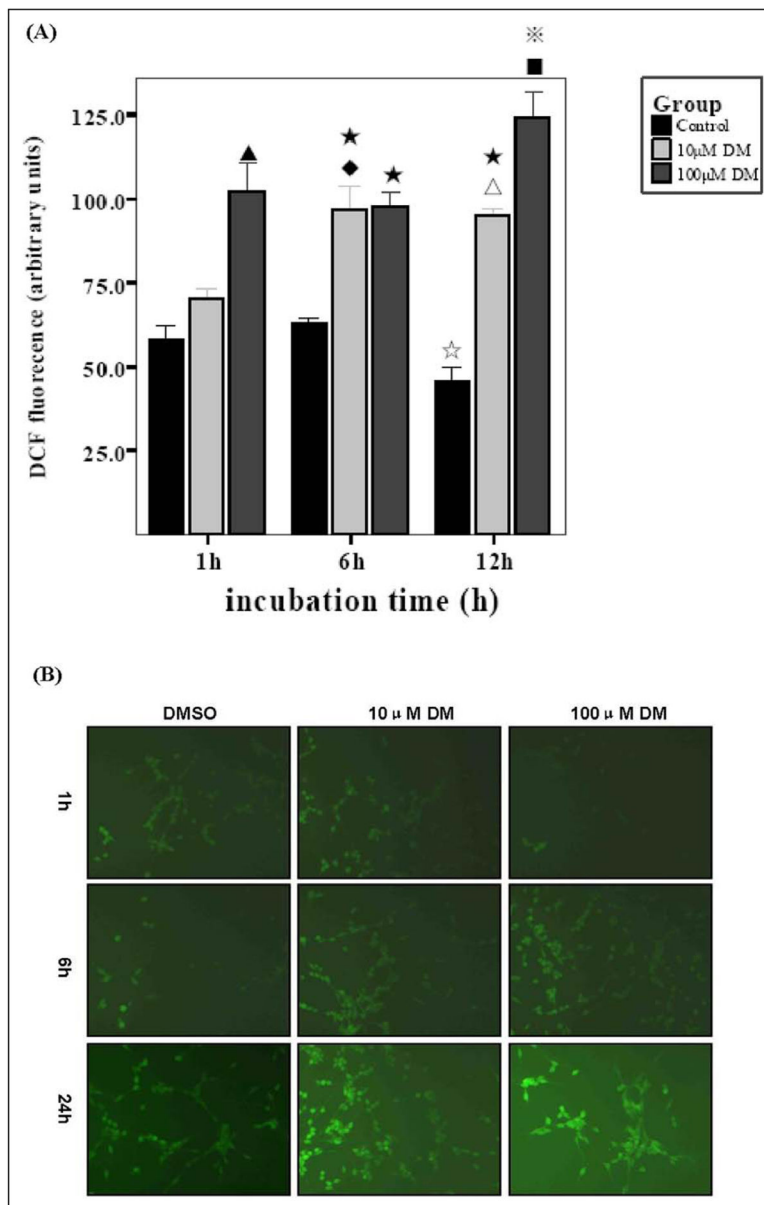 (A)
DCF fluorecence (arbitrary units)
125.0
100.0
75.0
50.0
25.0
1h
6h
12h
incubation time (h)
Group
Control
10μM DM
100μM DM
(B)
DMSO
10 μ M DM
100 μ M DM
1h
6h
24h